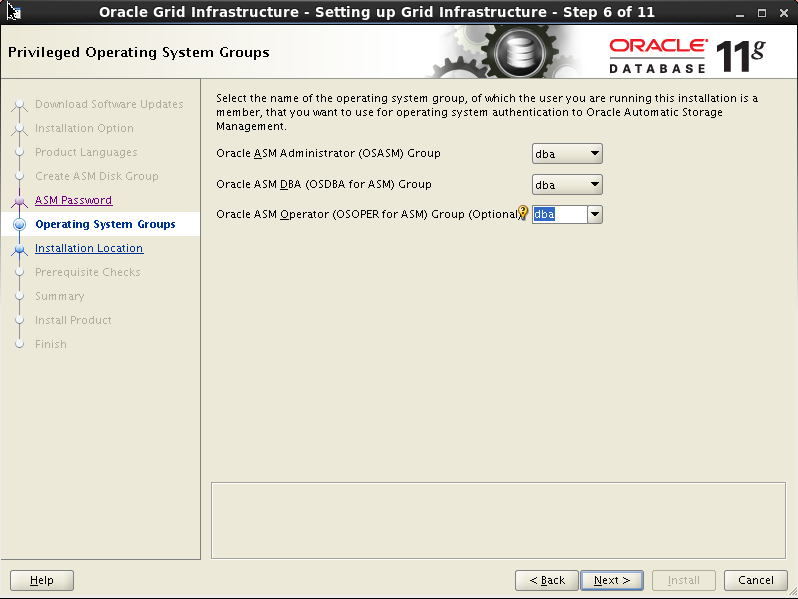 Oracle Grid Infrastructure - Setting up Grid Infrastructure - Step 6 of 11
Privileged Operating System Groups
ORACLE
DATABASE 11g
Download Software Updates
Installation Option
Product Languages
Create ASM Disk Group
ASM Password
Operating System Groups
Installation Location
Prerequisite Checks
Summary
Install Product
Finish
Select the name of the operating system group, of which the user you are running this installation is a
member, that you want to use for operating system authentication to Oracle Automatic Storage
Management.
Oracle ASM Administrator (OSASM) Group dba
Oracle ASM DBA (OSDBA for ASM) Group dba
Oracle ASM Operator (OSOPER for ASM) Group (Optional) dba
Help < Back Next > Install Cancel